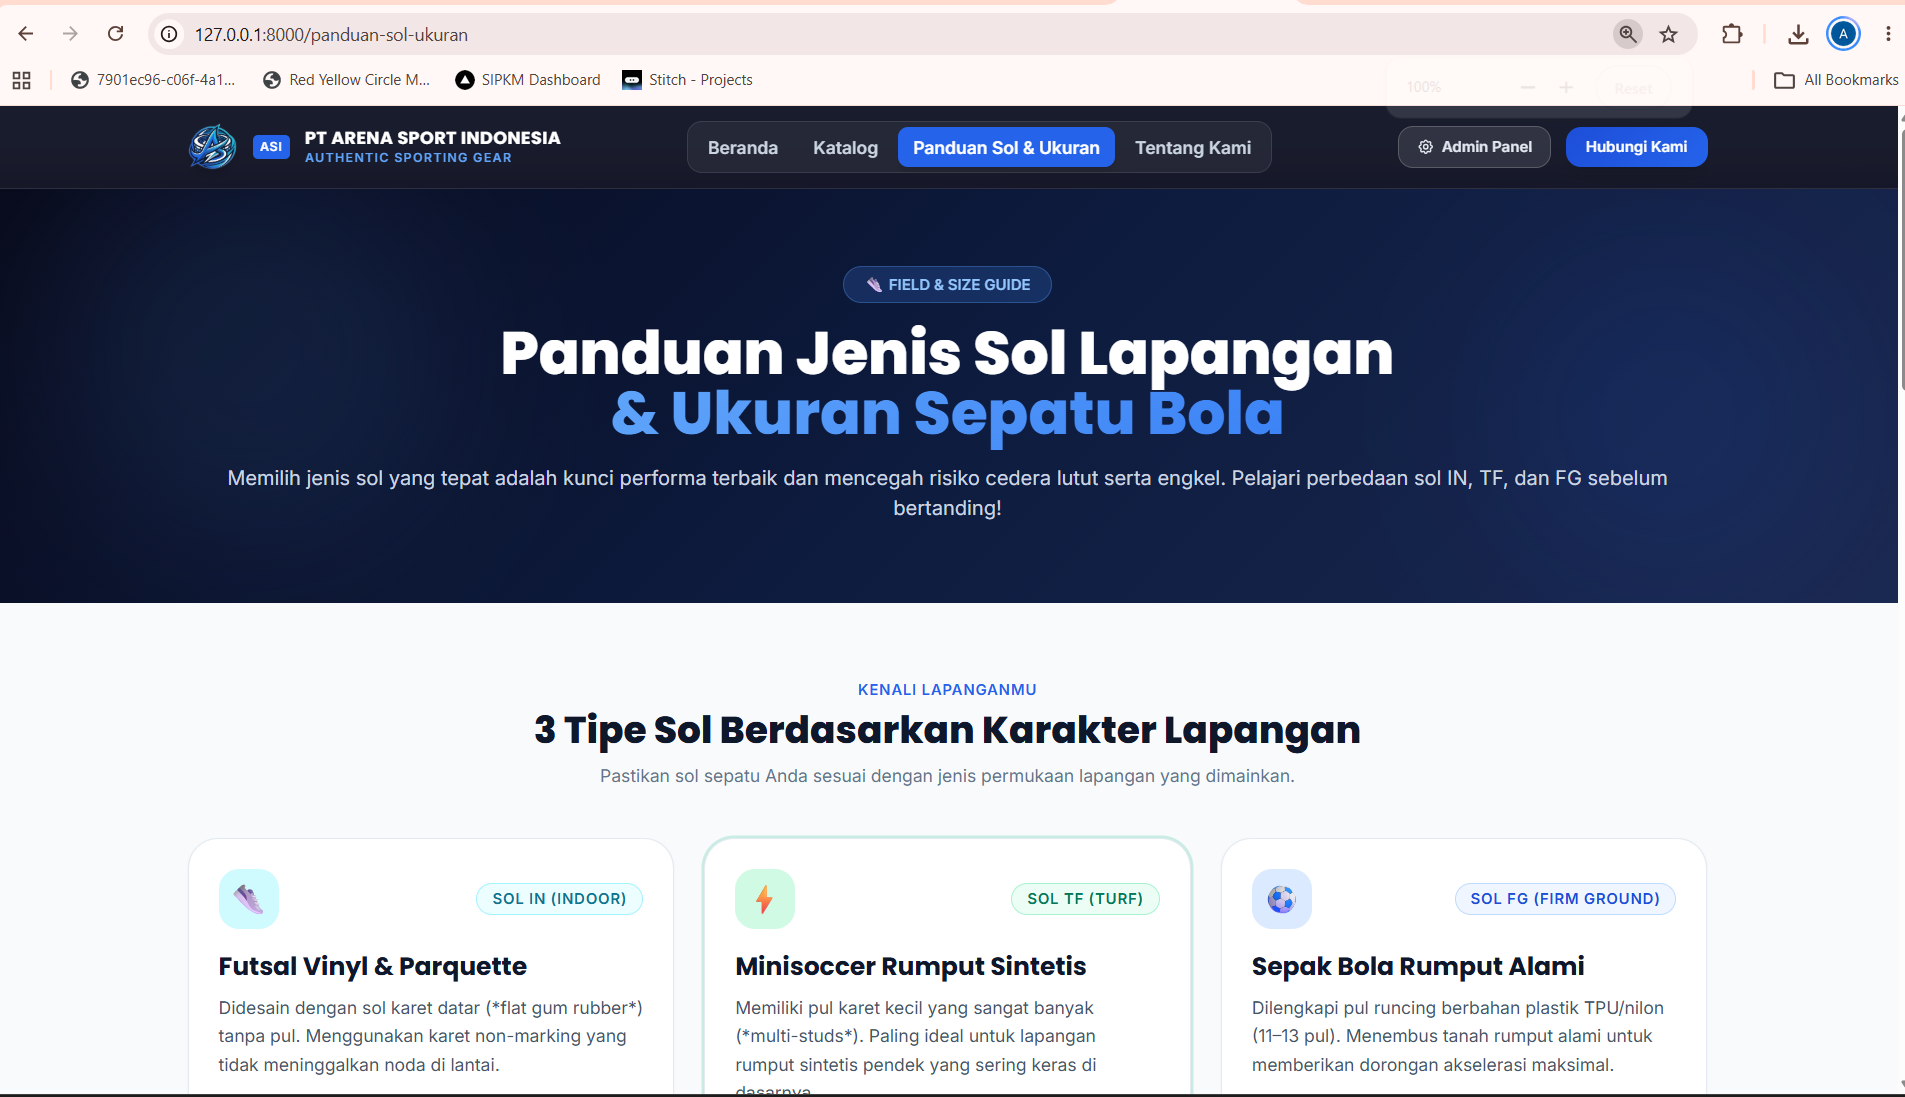 127.0.0.1:8000/panduan-sol-ukuran
A
7901ec96-c06f-4a1...
Red Yellow Circle M...
SIPKM Dashboard
Stitch - Projects
100%
Reset
All Bookmarks
ASI
PT ARENA SPORT INDONESIA
AUTHENTIC SPORTING GEAR
Beranda
Katalog
Panduan Sol & Ukuran
Tentang Kami
Admin Panel
Hubungi Kami
FIELD & SIZE GUIDE
Panduan Jenis Sol Lapangan
& Ukuran Sepatu Bola
Memilih jenis sol yang tepat adalah kunci performa terbaik dan mencegah risiko cedera lutut serta engkel. Pelajari perbedaan sol IN, TF, dan FG sebelum
bertanding!
KENALI LAPANGANMU
3 Tipe Sol Berdasarkan Karakter Lapangan
Pastikan sol sepatu Anda sesuai dengan jenis permukaan lapangan yang dimainkan.
SOL IN (INDOOR)
Futsal Vinyl & Parquette
Didesain dengan sol karet datar (*flat gum rubber*)
tanpa pul. Menggunakan karet non-marking yang
tidak meninggalkan noda di lantai.
SOL TF (TURF)
Minisoccer Rumput Sintetis
Memiliki pul karet kecil yang sangat banyak
(*multi-studs*). Paling ideal untuk lapangan
rumput sintetis pendek yang sering keras di
dasarnya.
SOL FG (FIRM GROUND)
Sepak Bola Rumput Alami
Dilengkapi pul runcing berbahan plastik TPU/nilon
(11–13 pul). Menembus tanah rumput alami untuk
memberikan dorongan akselerasi maksimal.